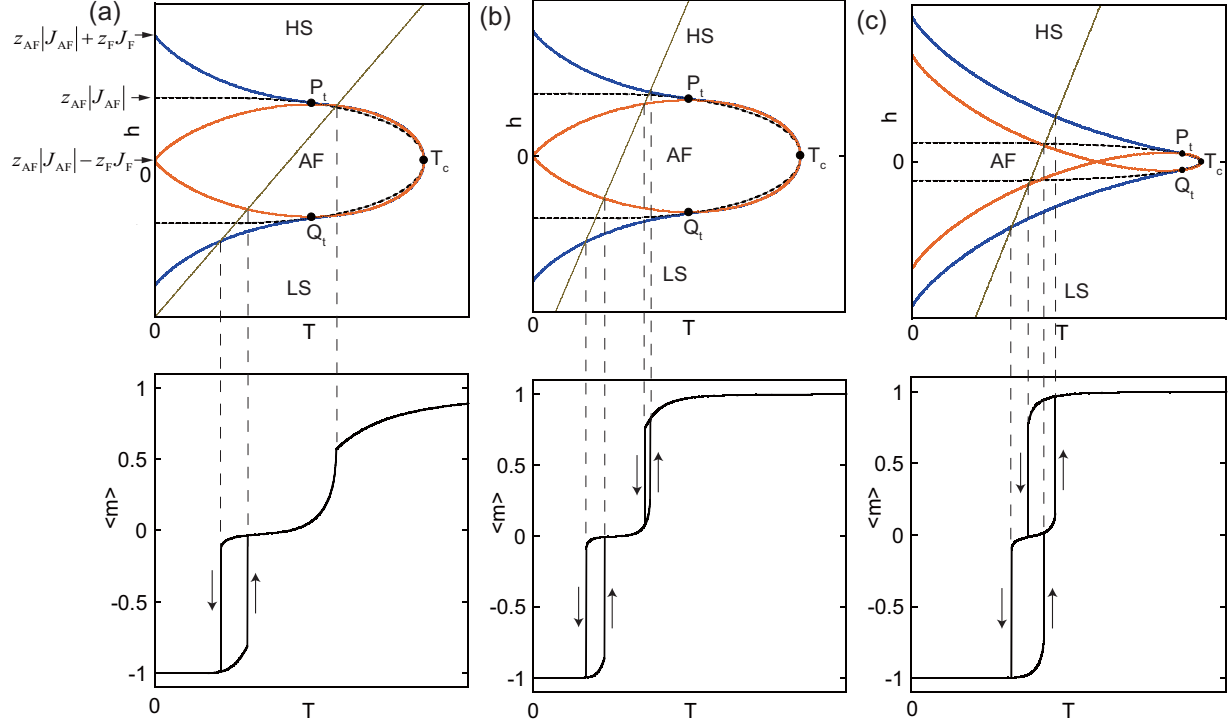 (a)
z_AF|J_AF|+z_F J_F
z_AF|J_AF|
h
z_AF|J_AF|−z_F J_F
0
HS
P_t
AF
T_c
Q_t
LS
0
T
(b)
HS
P_t
h
0
AF
T_c
Q_t
LS
0
T
(c)
HS
h
0
AF
P_t
T_c
Q_t
LS
0
T
1
0.5
<m>
0
-0.5
-1
0
T
1
0.5
<m>
0
-0.5
-1
0
T
1
0.5
<m>
0
-0.5
-1
0
T